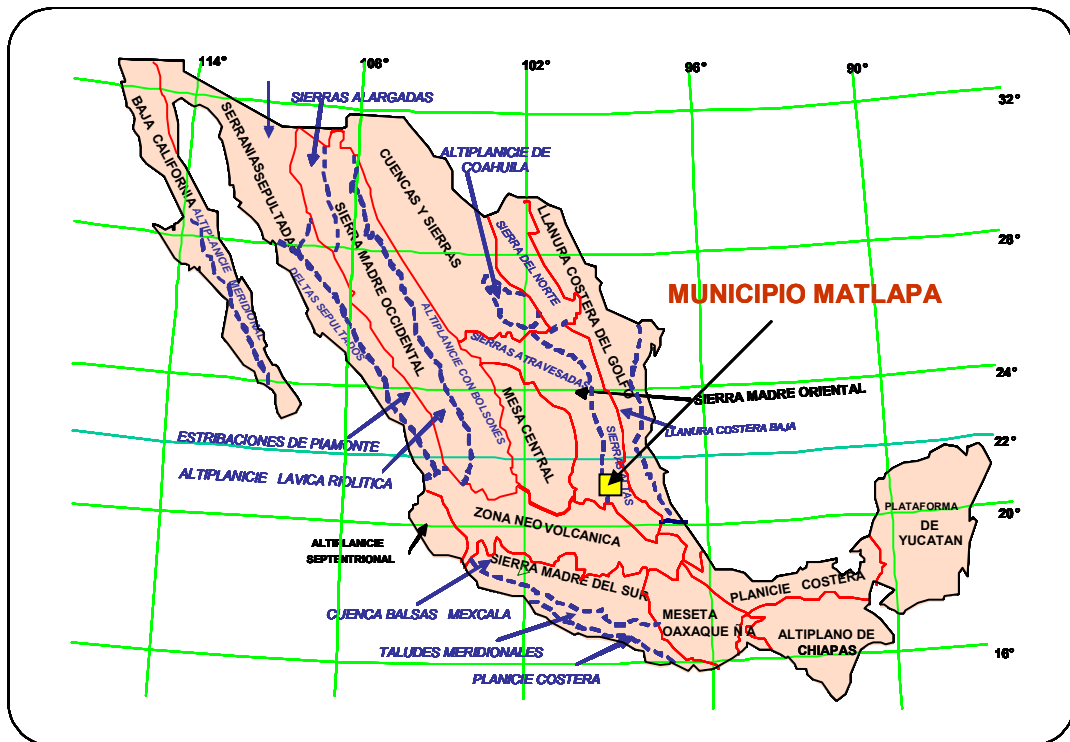 114°
108°
102°
96°
90°
32°
SIERRAS ALARGADAS
BAJA CALIFORNIA
SERRANIAS SEPULTADA
ALTIPLANICIE DE
COAHUILA
CUENCAS Y SIERRAS
LLANURA COSTERA DEL GOLFO
SIERRA DEL NORTE
ALTIPLANICIE MERIDIONAL
SIERRA MADRE OCCIDENTAL
28°
DELTAS SEPULTADOS
MUNICIPIO MATLAPA
ALTIPLANICIE CON BOLSONES
SIERRAS ATRAVESADAS
24°
MESA CENTRAL
SIERRA MADRE ORIENTAL
LLANURA COSTERA BAJA
ESTRIBACIONES DE PIAMONTE
22°
SIERRAS ALTAS
ALTIPLANICIE LAVICA RIOLITICA
20°
PLATAFORMA
DE
YUCATAN
ZONA NEO VOLCANICA
ALTIPLANICIE
SEPTENTRIONAL
SIERRA MADRE DEL SUR
PLANICIE COSTERA
CUENCA BALSAS MEXCALA
MESETA
OAXAQUE Ñ A
ALTIPLANO DE
CHIAPAS
TALUDES MERIDIONALES
16°
PLANICIE COSTERA